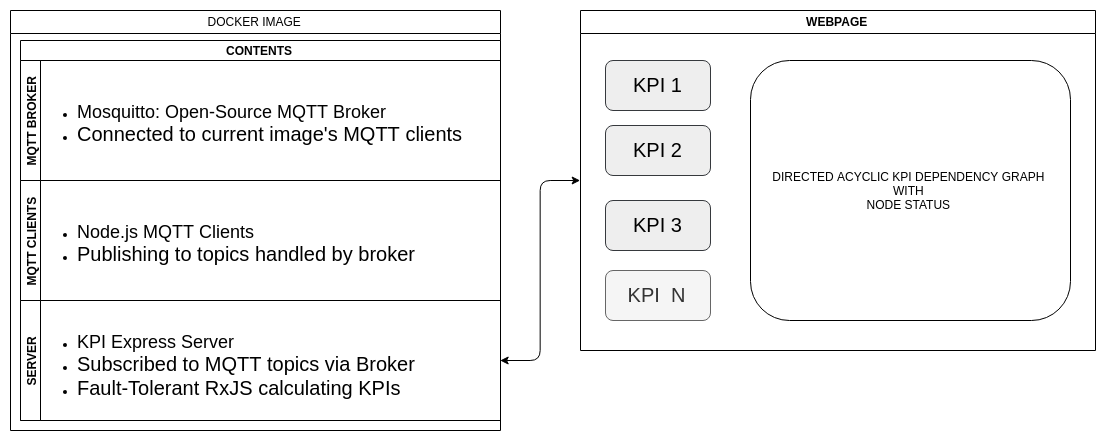 DOCKER IMAGE
CONTENTS
MQTT BROKER
Mosquitto: Open-Source MQTT Broker
Connected to current image's MQTT clients
MQTT CLIENTS
Node.js MQTT Clients
Publishing to topics handled by broker
SERVER
KPI Express Server
Subscribed to MQTT topics via Broker
Fault-Tolerant RxJS calculating KPIs
WEBPAGE
KPI 1
KPI 2
KPI 3
KPI N
DIRECTED ACYCLIC KPI DEPENDENCY GRAPH
WITH
NODE STATUS